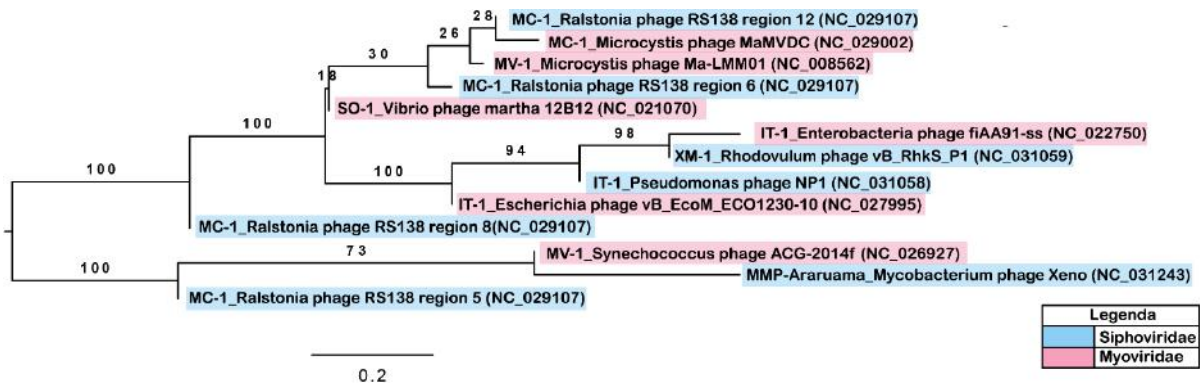 28
MC-1_Ralstonia phage RS138 region 12 (NC_029107)
26
MC-1_Microcystis phage MaMVDC (NC_029002)
30
MV-1_Microcystis phage Ma-LMM01 (NC_008562)
18
MC-1_Ralstonia phage RS138 region 6 (NC_029107)
SO-1_Vibrio phage martha 12B12 (NC_021070)
100
98
IT-1_Enterobacteria phage fiAA91-ss (NC_022750)
94
XM-1_Rhodovulum phage vB_RhkS_P1 (NC_031059)
100
100
IT-1_Pseudomonas phage NP1 (NC_031058)
IT-1_Escherichia phage vB_EcoM_ECO1230-10 (NC_027995)
MC-1_Ralstonia phage RS138 region 8(NC_029107)
73
MV-1_Synechococcus phage ACG-2014f (NC_026927)
100
MMP-Araruama_Mycobacterium phage Xeno (NC_031243)
MC-1_Ralstonia phage RS138 region 5 (NC_029107)
Legenda
Siphoviridae
Myoviridae
0.2